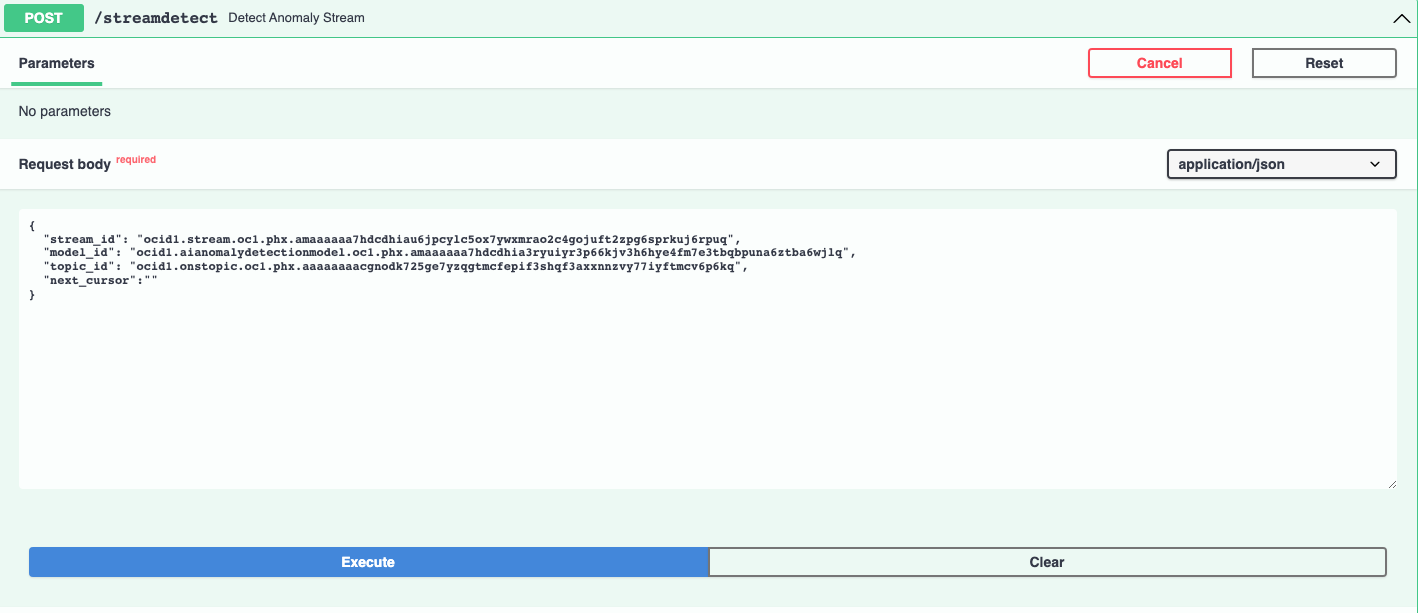 POST /streamdetect Detect Anomaly Stream
Parameters
Cancel
Reset
No parameters
Request body required
application/json
{
"stream_id": "ocid1.stream.oc1.phx.amaaaaaa7hdcdhiau6jpcylc5ox7ywxmrao2c4gojuft2zpg6sprkuj6rpuq",
"model_id": "ocid1.aianomalydetectionmodel.oc1.phx.amaaaaaa7hdcdhia3ryuiyr3p66kjv3h6hye4fm7e3tbqbpuna6ztba6wjlq",
"topic_id": "ocid1.onstopic.oc1.phx.aaaaaaaacgnodk725ge7yzqgtmcfepif3shqf3axxnnzvy77iyftmcv6p6kq",
"next_cursor":""
}
Execute
Clear